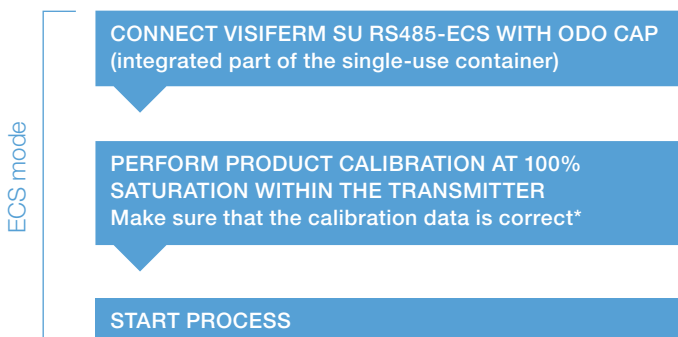 ECS mode
CONNECT VISIFERM SU RS485-ECS WITH ODO CAP
(integrated part of the single-use container)
PERFORM PRODUCT CALIBRATION AT 100%
SATURATION WITHIN THE TRANSMITTER
Make sure that the calibration data is correct*
START PROCESS